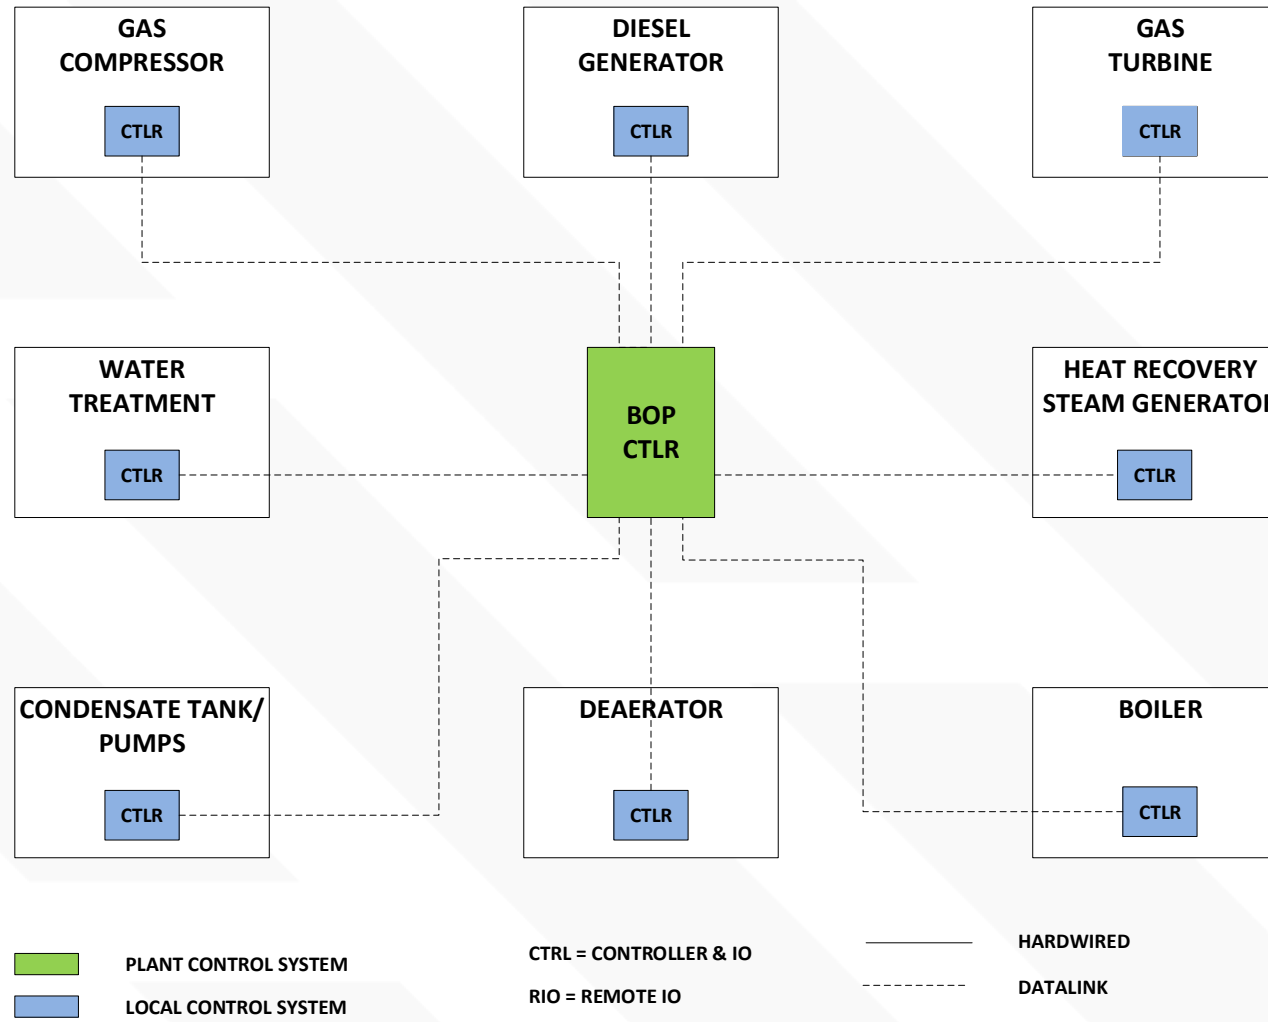 GAS
COMPRESSOR
CTLR
DIESEL
GENERATOR
CTLR
GAS
TURBINE
CTLR
WATER
TREATMENT
CTLR
BOP
CTLR
HEAT RECOVERY
STEAM GENERATOR
CTLR
CONDENSATE TANK/
PUMPS
CTLR
DEAERATOR
CTLR
BOILER
CTLR
PLANT CONTROL SYSTEM
LOCAL CONTROL SYSTEM
CTRL = CONTROLLER & IO
RIO = REMOTE IO
HARDWIRED
DATALINK